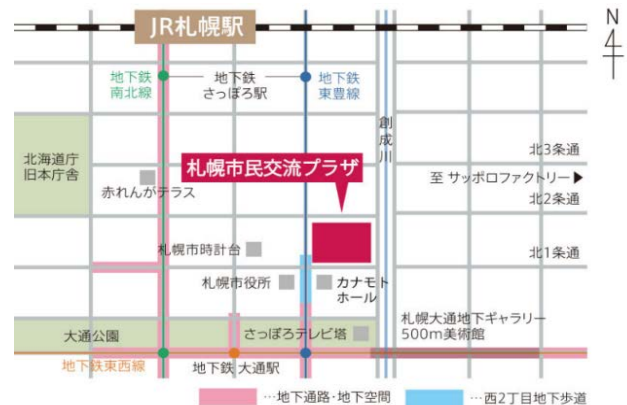 JR札幌駅
N
地下鉄
南北線
地下鉄
さっぽろ駅
地下鉄
東豊線
創成川
北海道庁
旧本庁舎
赤れんがテラス
札幌市民交流プラザ
北3条通
至 サッポロファクトリー▶
北2条通
札幌市時計台
北1条通
札幌市役所
カナモト
ホール
大通公園
さっぽろテレビ塔
札幌大通地下ギャラリー
500m美術館
地下鉄東西線
地下鉄 大通駅
…地下通路・地下空間
…西2丁目地下歩道